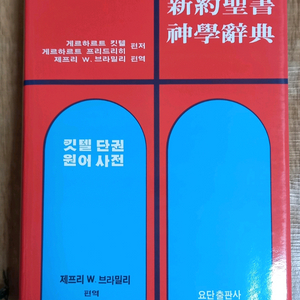 新約聖書
神學辭典
게르하르트 킷텔
게르하르트 프리드리히 편저
제프리 W. 브라밀리 편역
킷텔 단권
원어 사전
제프리 W. 브라밀리
편역
요단출판사